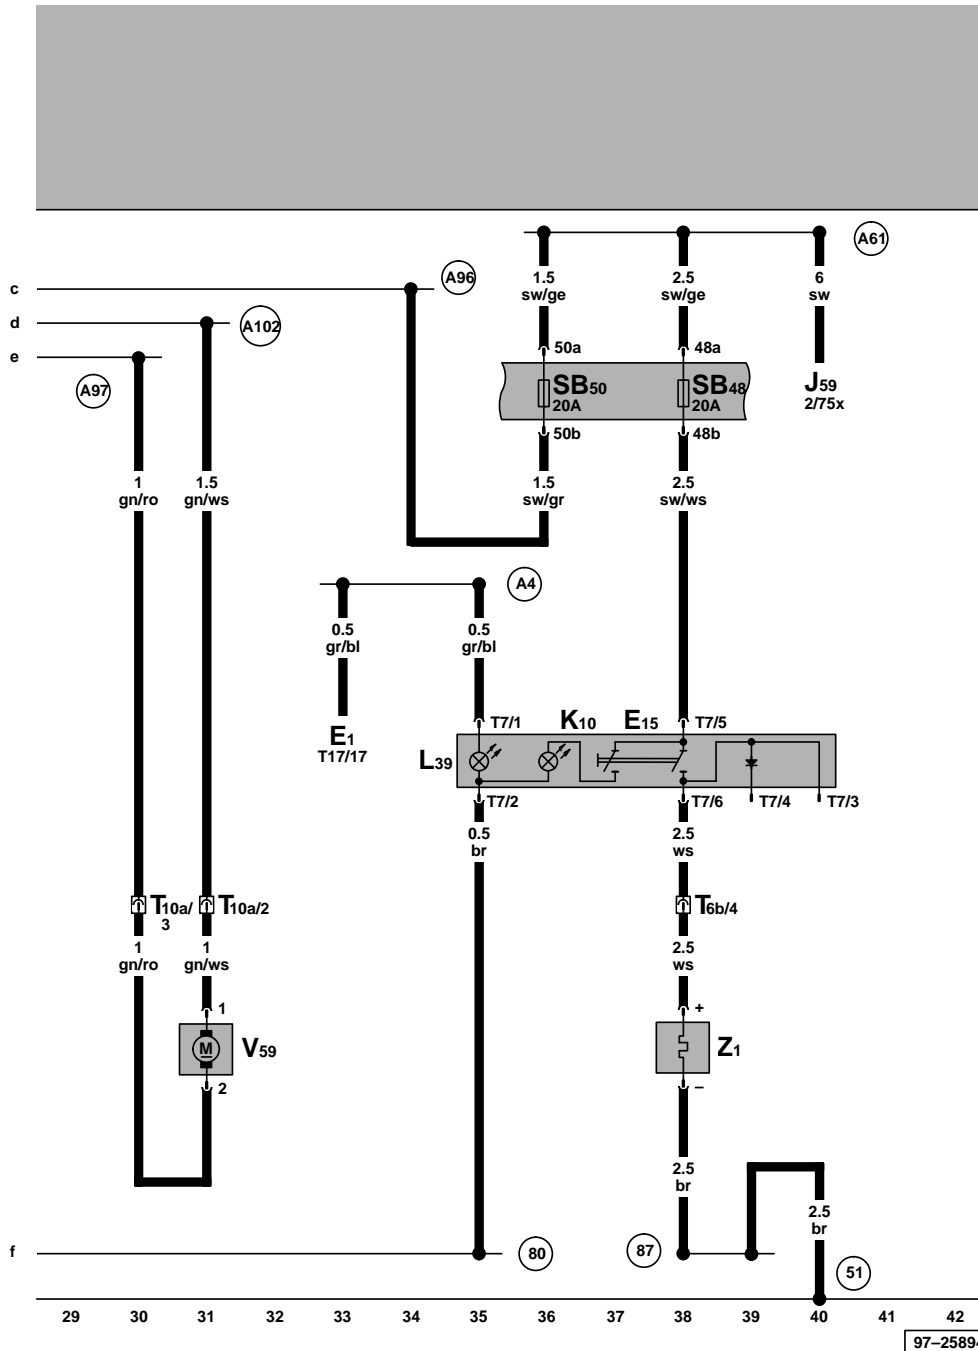 A61
A96
c
1.5
sw/ge
2.5
sw/ge
6
sw
d
A102
e
50a
48a
A97
SB50
20A
SB48
20A
J59
2/75x
50b
48b
1
gn/ro
1.5
gn/ws
1.5
sw/gr
2.5
sw/ws
A4
0.5
gr/bl
0.5
gr/bl
E1
T17/17
T7/1
K10
E15
T7/5
L39
T7/2
T7/6
T7/4
T7/3
0.5
br
2.5
ws
T10a/
3
T10a/2
T6b/4
1
gn/ro
1
gn/ws
2.5
ws
1
+
M
V59
Z1
2
–
2.5
br
2.5
br
f
80
87
51
29 30 31 32 33 34 35 36 37 38 39 40 41 42
97–25894